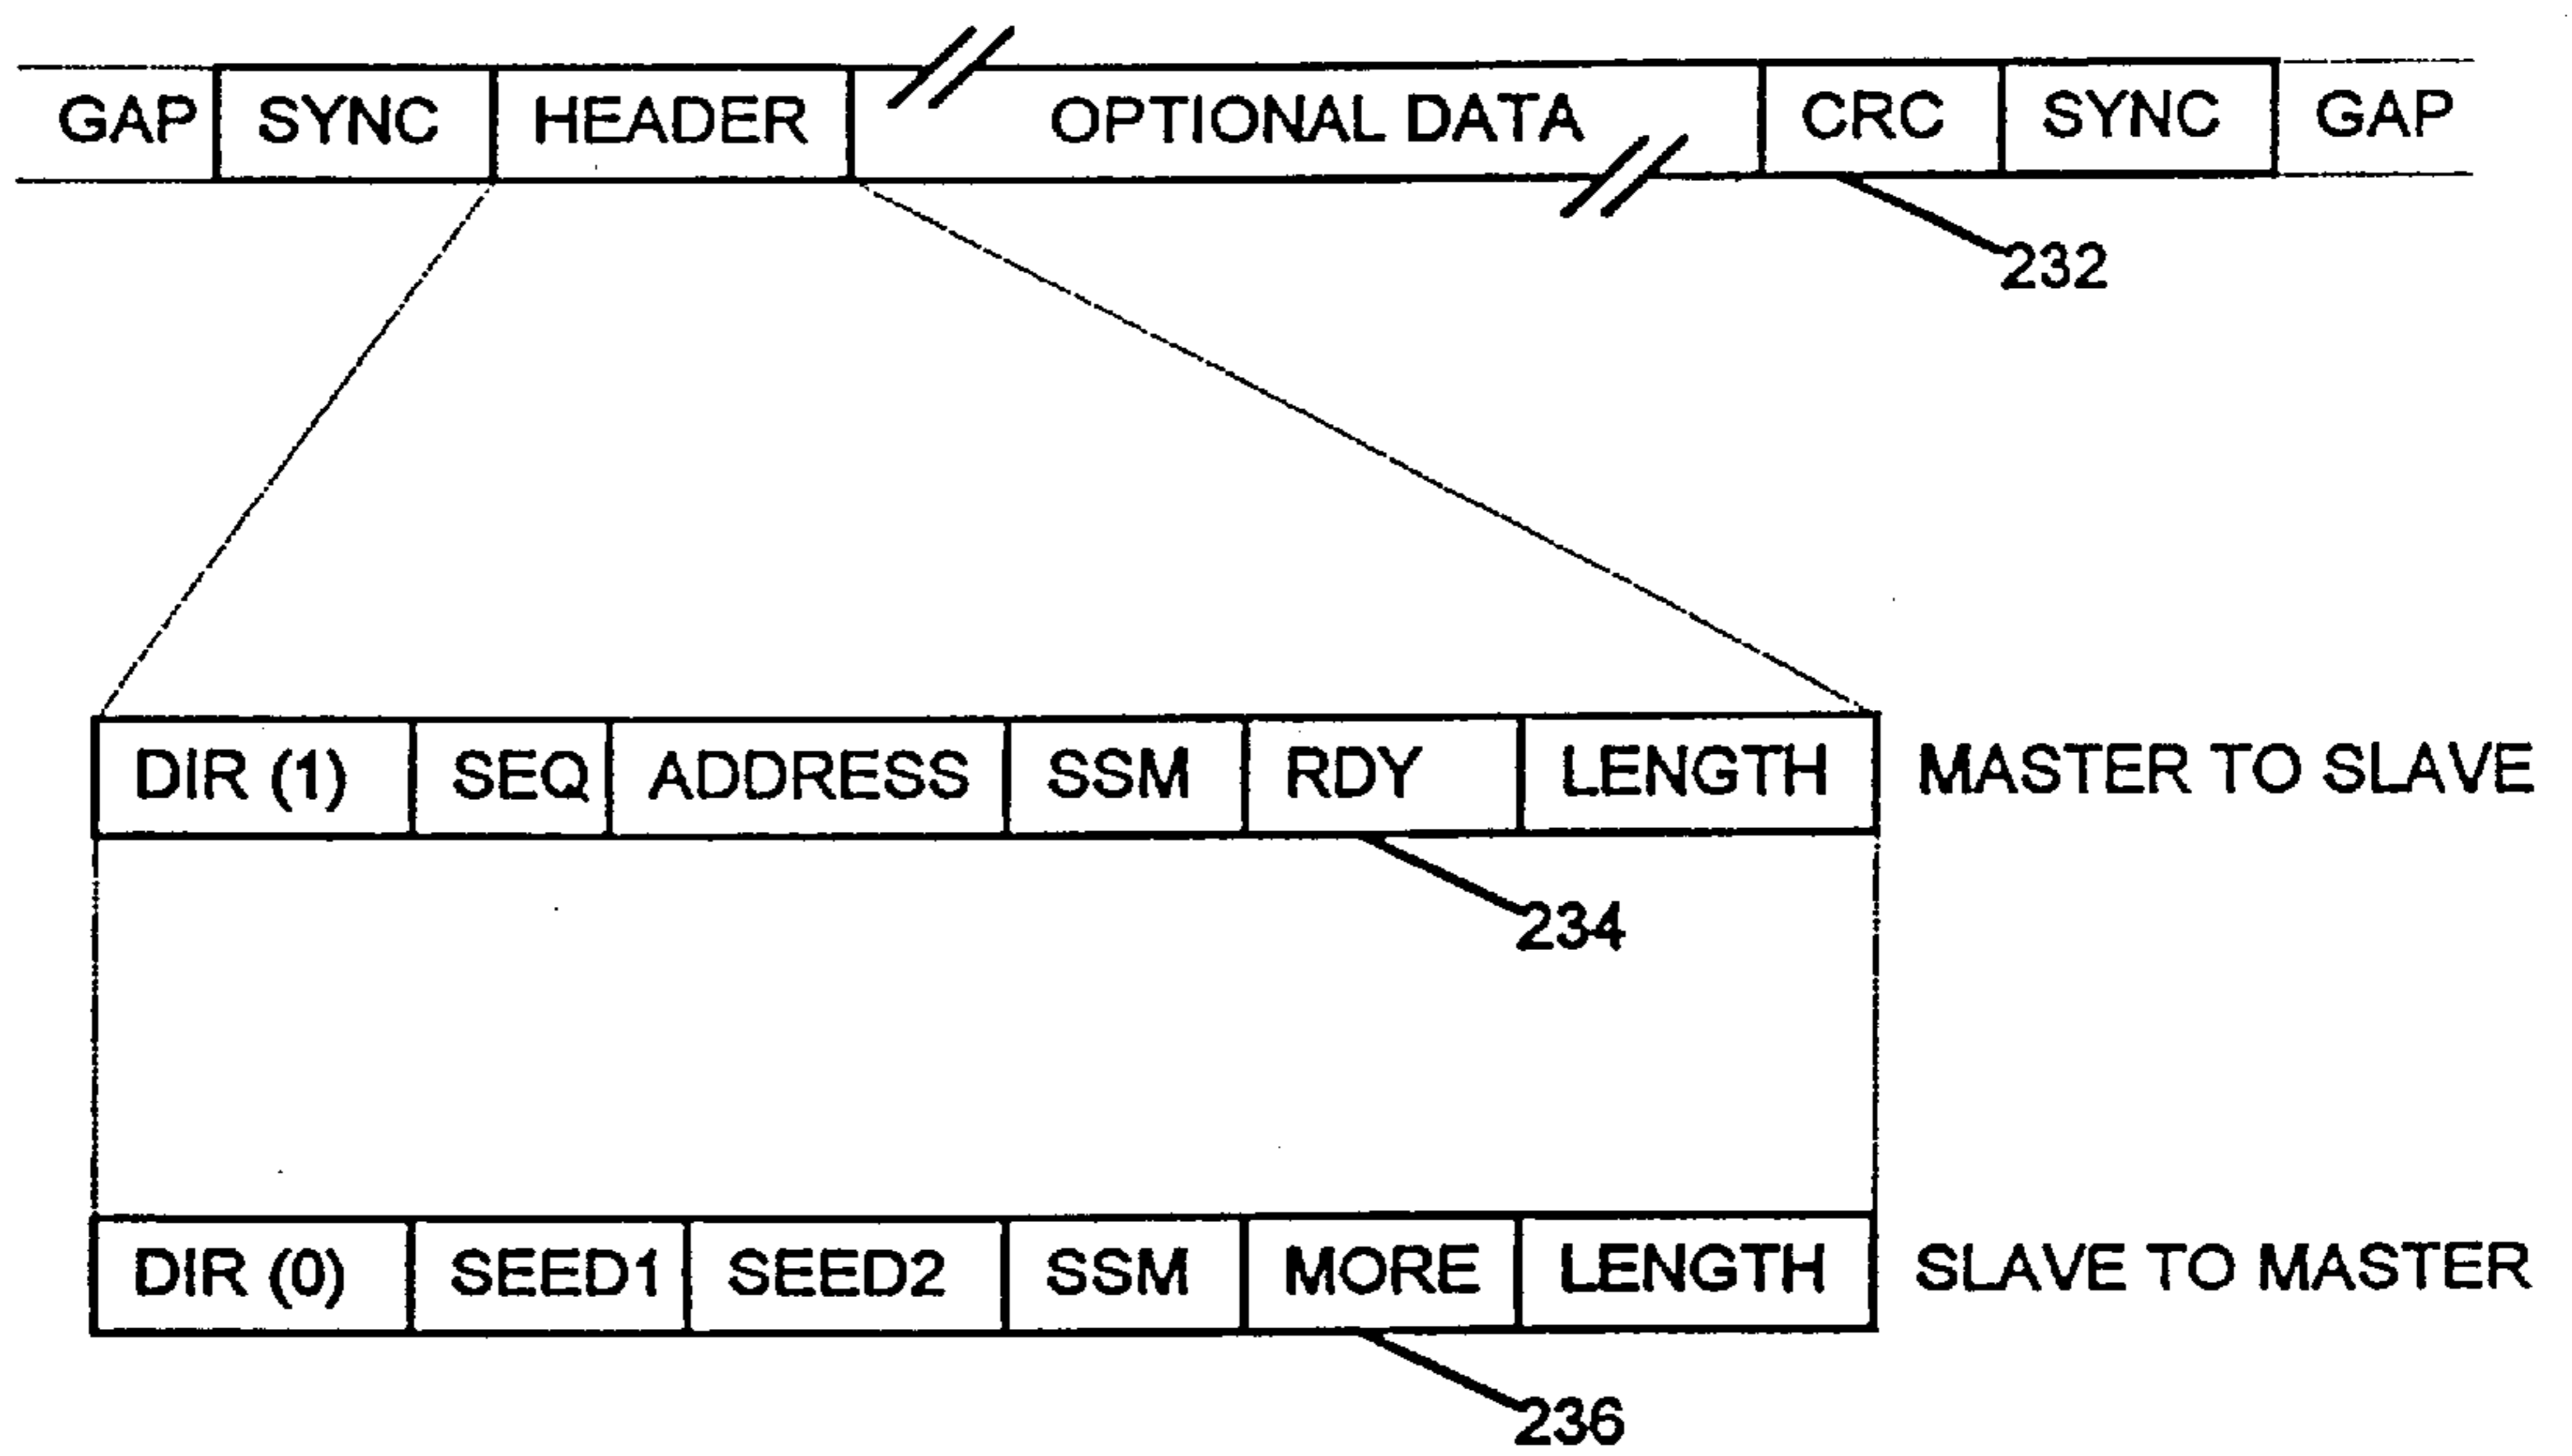 GAP SYNC HEADER OPTIONAL DATA CRC SYNC GAP
232
DIR (1) SEQ ADDRESS SSM RDY LENGTH MASTER TO SLAVE
234
DIR (0) SEED1 SEED2 SSM MORE LENGTH SLAVE TO MASTER
236